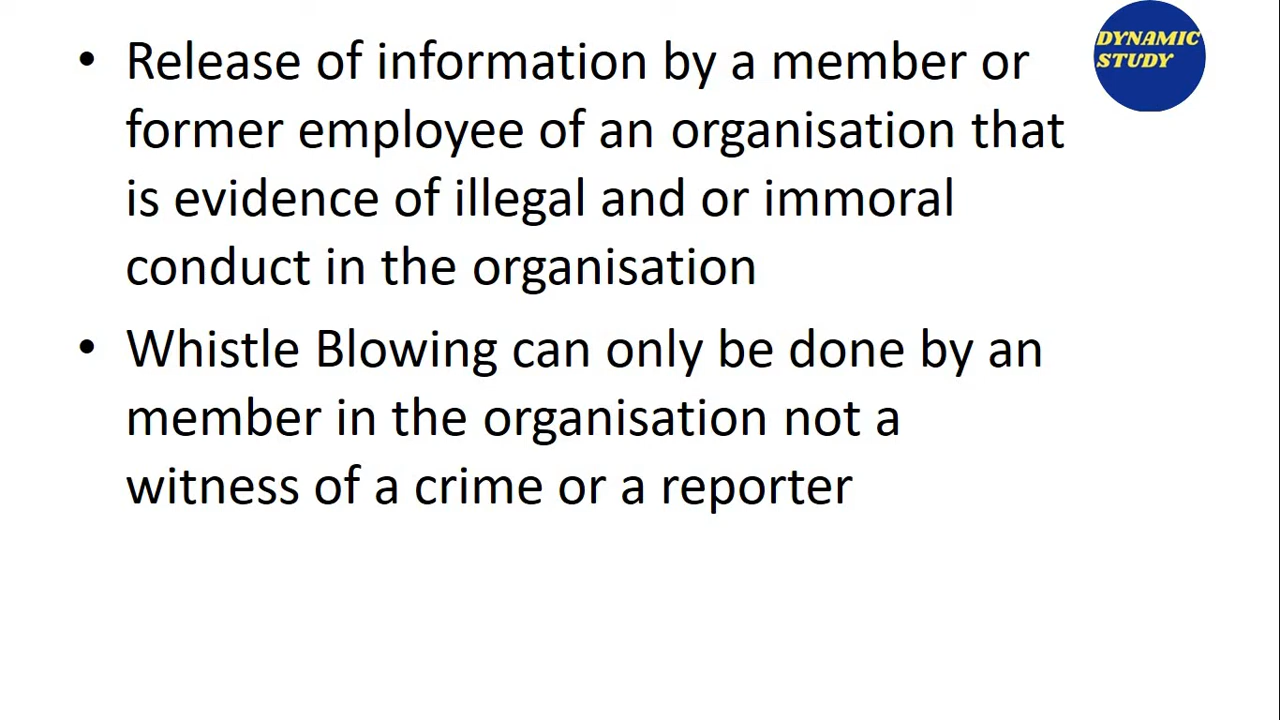 • Release of information by a member or
former employee of an organisation that
is evidence of illegal and or immoral
conduct in the organisation
• Whistle Blowing can only be done by an
member in the organisation not a
witness of a crime or a reporter
DYNAMIC
STUDY